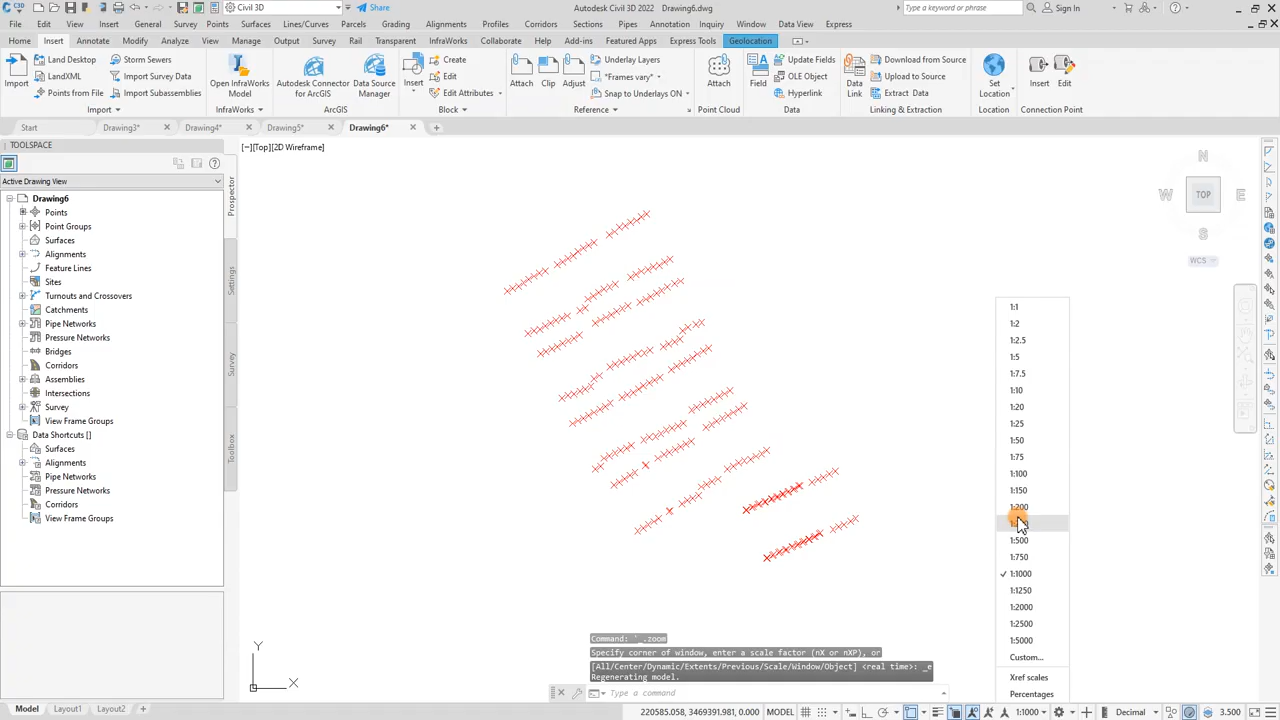 Civil 3D
Share
Autodesk Civil 3D 2022 Drawing6.dwg
Type a keyword or phrase
Sign In
File Edit View Insert General Survey Points Surfaces Lines/Curves Parcels Grading Alignments Profiles Corridors Sections Pipes Annotation Inquiry Window Data View Express
Home Insert Annotate Modify Analyze View Manage Output Survey Rail Transparent InfraWorks Collaborate Help Add-ins Featured Apps Express Tools Geolocation
Import
Land Desktop
LandXML
Points from File
Storm Sewers
Import Survey Data
Import Subassemblies
Import
Open InfraWorks
Model
InfraWorks
Autodesk Connector
for ArcGIS
Data Source
Manager
ArcGIS
Insert
Create
Edit
Edit Attributes
Block
Attach
Clip
Adjust
Underlay Layers
*Frames vary*
Snap to Underlays ON
Reference
Attach
Point Cloud
Field
Update Fields
OLE Object
Hyperlink
Data
Data
Link
Download from Source
Upload to Source
Extract Data
Linking & Extraction
Set
Location
Location
Insert
Edit
Connection Point
Start
Drawing3*
Drawing4*
Drawing5*
Drawing6*
TOOLSPACE
Active Drawing View
Drawing6
Points
Point Groups
Surfaces
Alignments
Feature Lines
Sites
Turnouts and Crossovers
Catchments
Pipe Networks
Pressure Networks
Bridges
Corridors
Assemblies
Intersections
Survey
View Frame Groups
Data Shortcuts []
Surfaces
Alignments
Pipe Networks
Pressure Networks
Corridors
View Frame Groups
Prospector
Settings
Survey
Toolbox
[−][Top][2D Wireframe]
N
W
TOP
E
S
WCS
1:1
1:2
1:2.5
1:5
1:7.5
1:10
1:20
1:25
1:50
1:75
1:100
1:150
1:200
1:500
1:750
1:1000
1:1250
1:2000
1:2500
1:5000
Custom...
Xref scales
Percentages
Y
X
Command: '_.zoom
Specify corner of window, enter a scale factor (nX or nXP), or
[All/Center/Dynamic/Extents/Previous/Scale/Window/Object] <real time>: _e
Regenerating model.
Type a command
Model
Layout1
Layout2
220585.058, 3469391.981, 0.000
MODEL
1:1000
Decimal
3.500